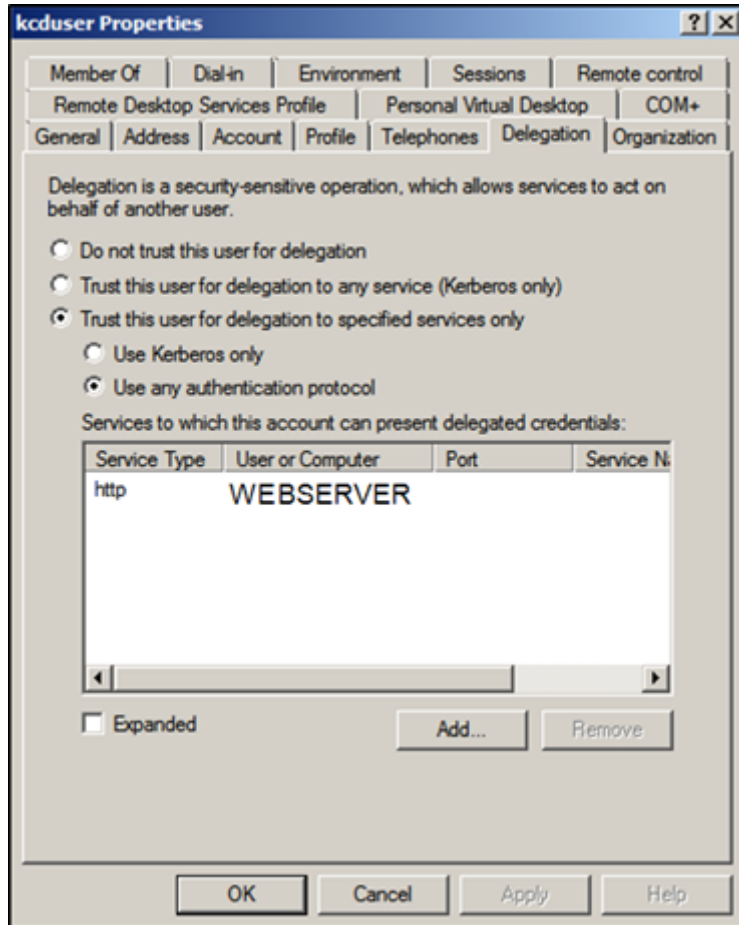 kcduser Properties
Member Of Dial-in Environment Sessions Remote control
Remote Desktop Services Profile Personal Virtual Desktop COM+
General Address Account Profile Telephones Delegation Organization
Delegation is a security-sensitive operation, which allows services to act on
behalf of another user.
Do not trust this user for delegation
Trust this user for delegation to any service (Kerberos only)
Trust this user for delegation to specified services only
Use Kerberos only
Use any authentication protocol
Services to which this account can present delegated credentials:
Service Type User or Computer Port Service Na
http WEBSERVER
Expanded Add... Remove
OK Cancel Apply Help